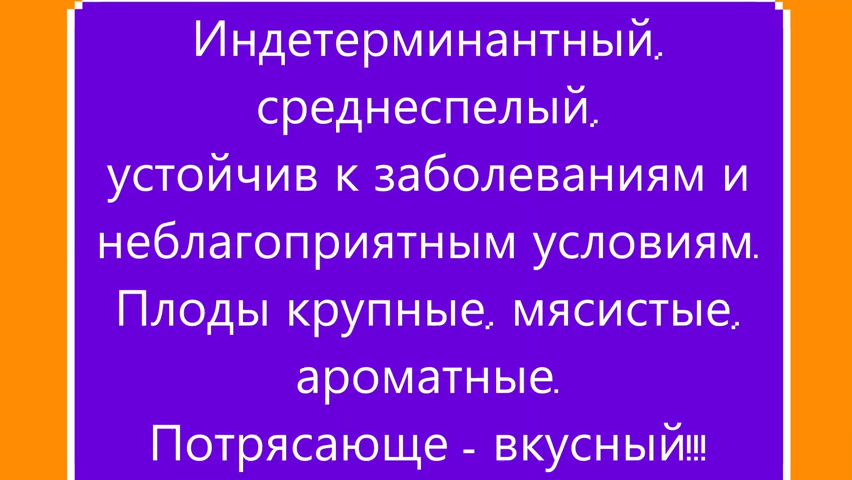 Индетерминантный,
среднеспелый,
устойчив к заболеваниям и
неблагоприятным условиям.
Плоды крупные, мясистые,
ароматные.
Потрясающе - вкусный!!!